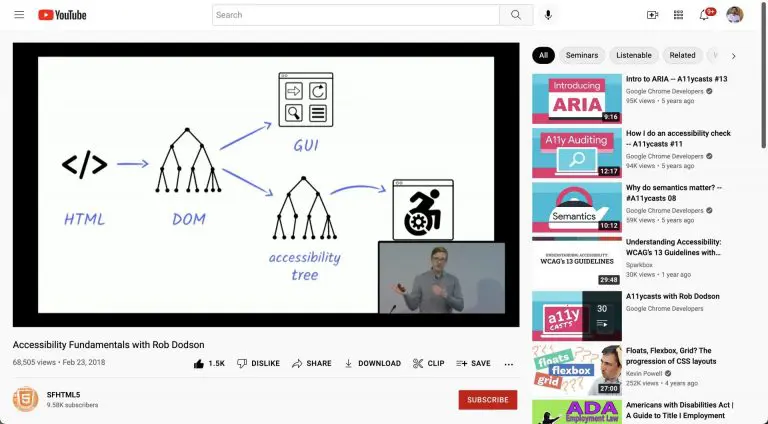 YouTube
Search
9+
</>
HTML
DOM
GUI
accessibility
tree
Accessibility Fundamentals with Rob Dodson
68,505 views • Feb 23, 2018
1.5K
DISLIKE
SHARE
DOWNLOAD
CLIP
SAVE
SFHTML5
9.58K subscribers
SUBSCRIBE
All
Seminars
Listenable
Related
Introducing
ARIA
9:16
Intro to ARIA -- A11ycasts #13
Google Chrome Developers
95K views • 5 years ago
A11y Auditing
12:17
How I do an accessibility check
-- A11ycasts #11
Google Chrome Developers
94K views • 5 years ago
Semantics
10:12
Why do semantics matter? --
#A11ycasts 08
Google Chrome Developers
59K views • 5 years ago
UNDERSTANDING ACCESSIBILITY:
WCAG'S 13 GUIDELINES
29:48
Understanding Accessibility:
WCAG's 13 Guidelines with...
Sparkbox
30K views • 1 year ago
a11y
CASTS
30
A11ycasts with Rob Dodson
Google Chrome Developers
floats
flexbox
grid
27:00
Floats, Flexbox, Grid? The
progression of CSS layouts
Kevin Powell
252K views • 4 years ago
ADA
Employment Law
Americans with Disabilities Act |
A Guide to Title I Employment